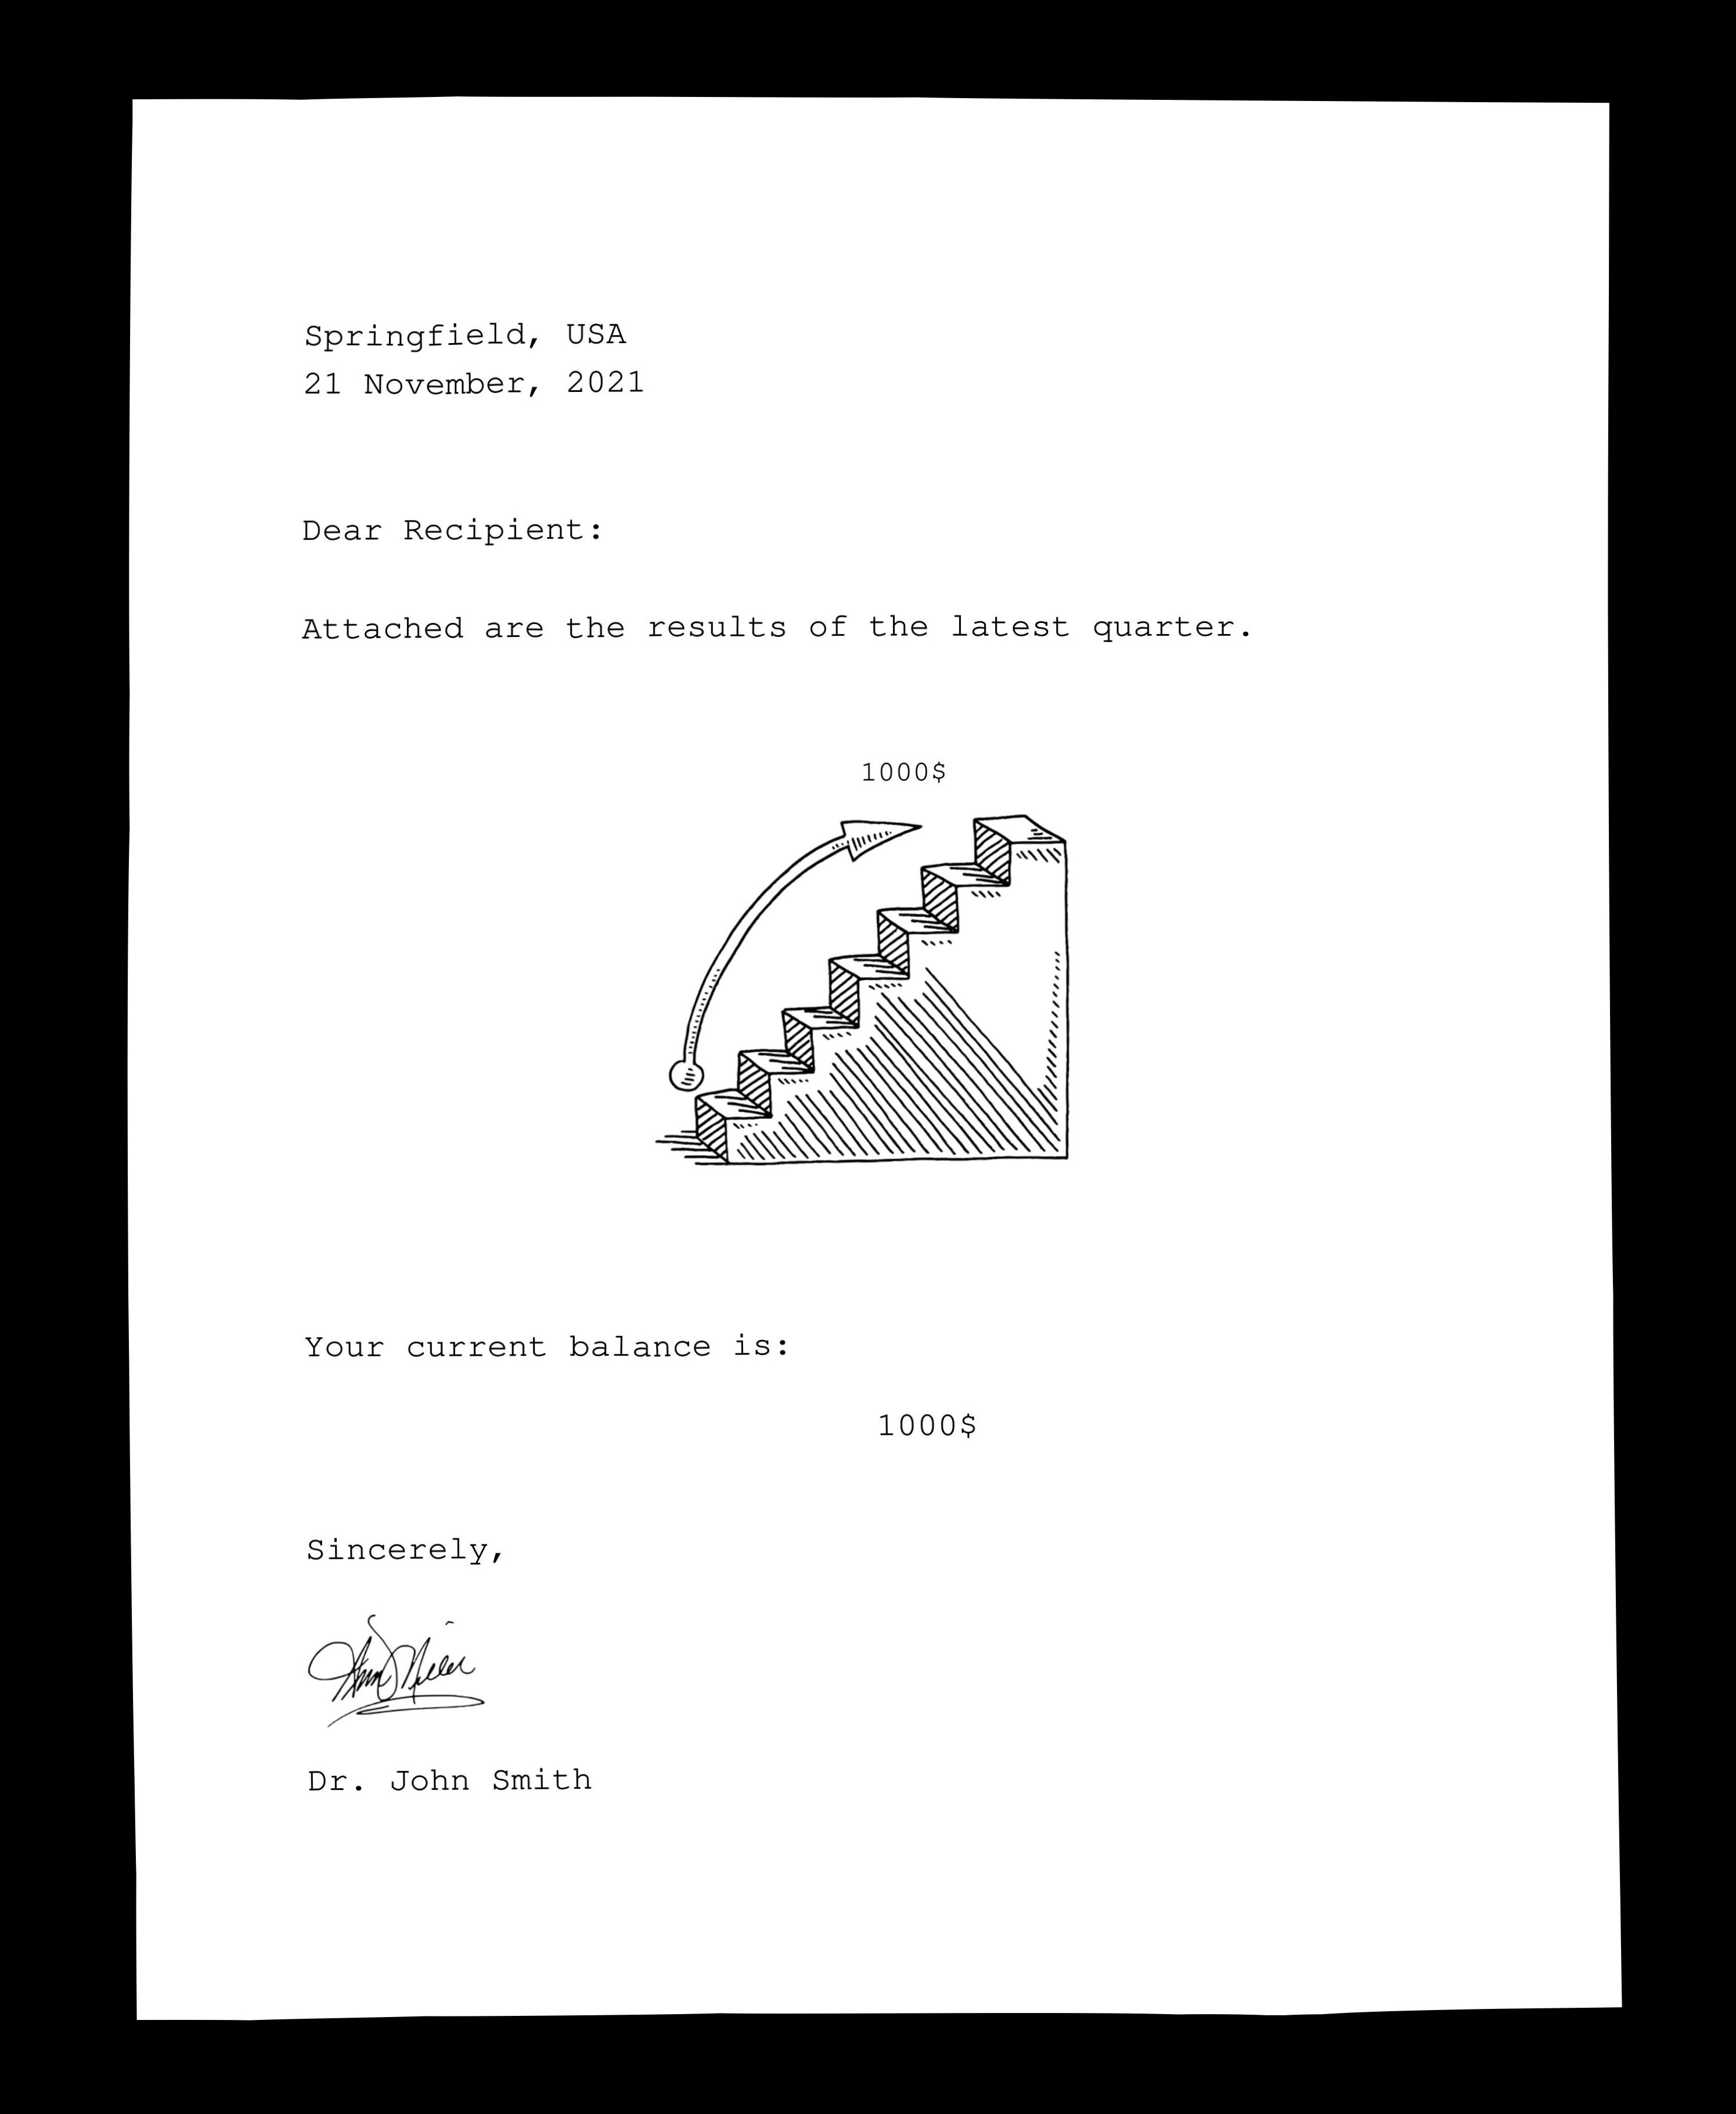 Springfield, USA
21 November, 2021
Dear Recipient:
Attached are the results of the latest quarter.
1000$
Your current balance is:
1000$
Sincerely,
Dr. John Smith